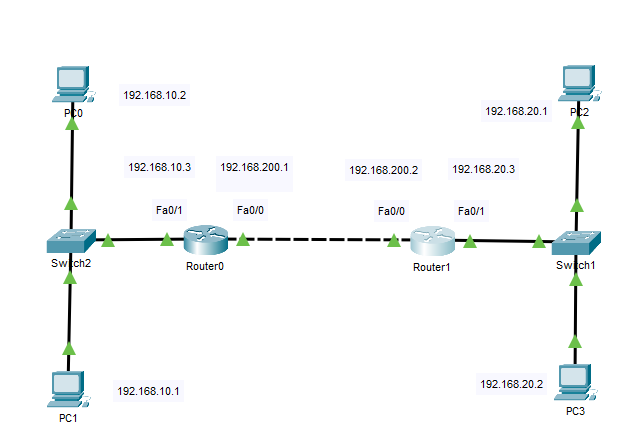 192.168.10.2
PC0
192.168.20.1
PC2
192.168.10.3
192.168.200.1
192.168.200.2
192.168.20.3
Fa0/1
Fa0/0
Fa0/0
Fa0/1
Switch2
Router0
Router1
Switch1
192.168.10.1
PC1
192.168.20.2
PC3